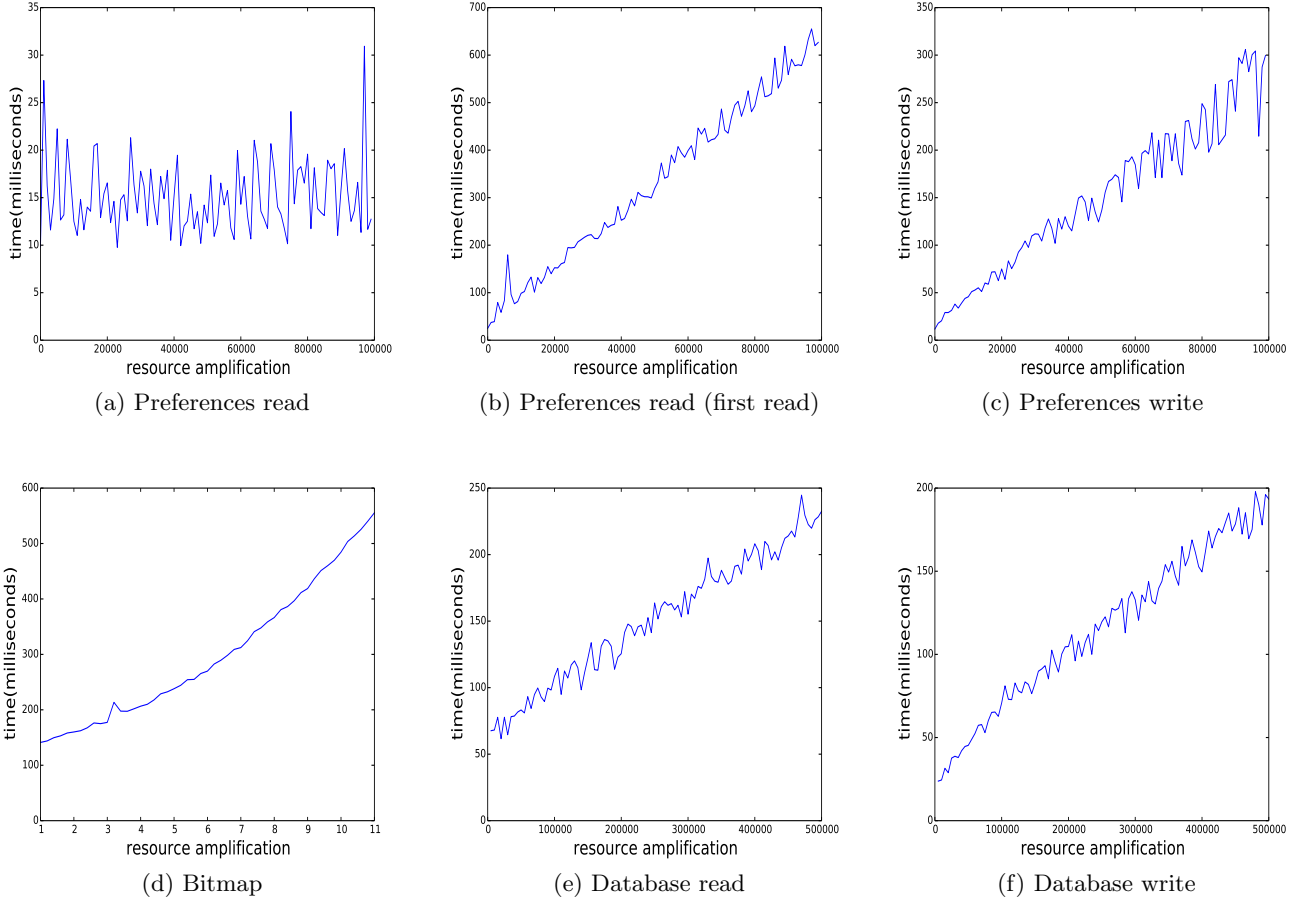 35
30
25
20
15
10
5
0
time(milliseconds)
0 20000 40000 60000 80000 100000
resource amplification
(a) Preferences read
700
600
500
400
300
200
100
0
time(milliseconds)
0 20000 40000 60000 80000 100000
resource amplification
(b) Preferences read (first read)
350
300
250
200
150
100
50
0
time(milliseconds)
0 20000 40000 60000 80000 100000
resource amplification
(c) Preferences write
600
500
400
300
200
100
0
time(milliseconds)
1 2 3 4 5 6 7 8 9 10 11
resource amplification
(d) Bitmap
250
200
150
100
50
0
time(milliseconds)
0 100000 200000 300000 400000 500000
resource amplification
(e) Database read
200
150
100
50
0
time(milliseconds)
0 100000 200000 300000 400000 500000
resource amplification
(f) Database write